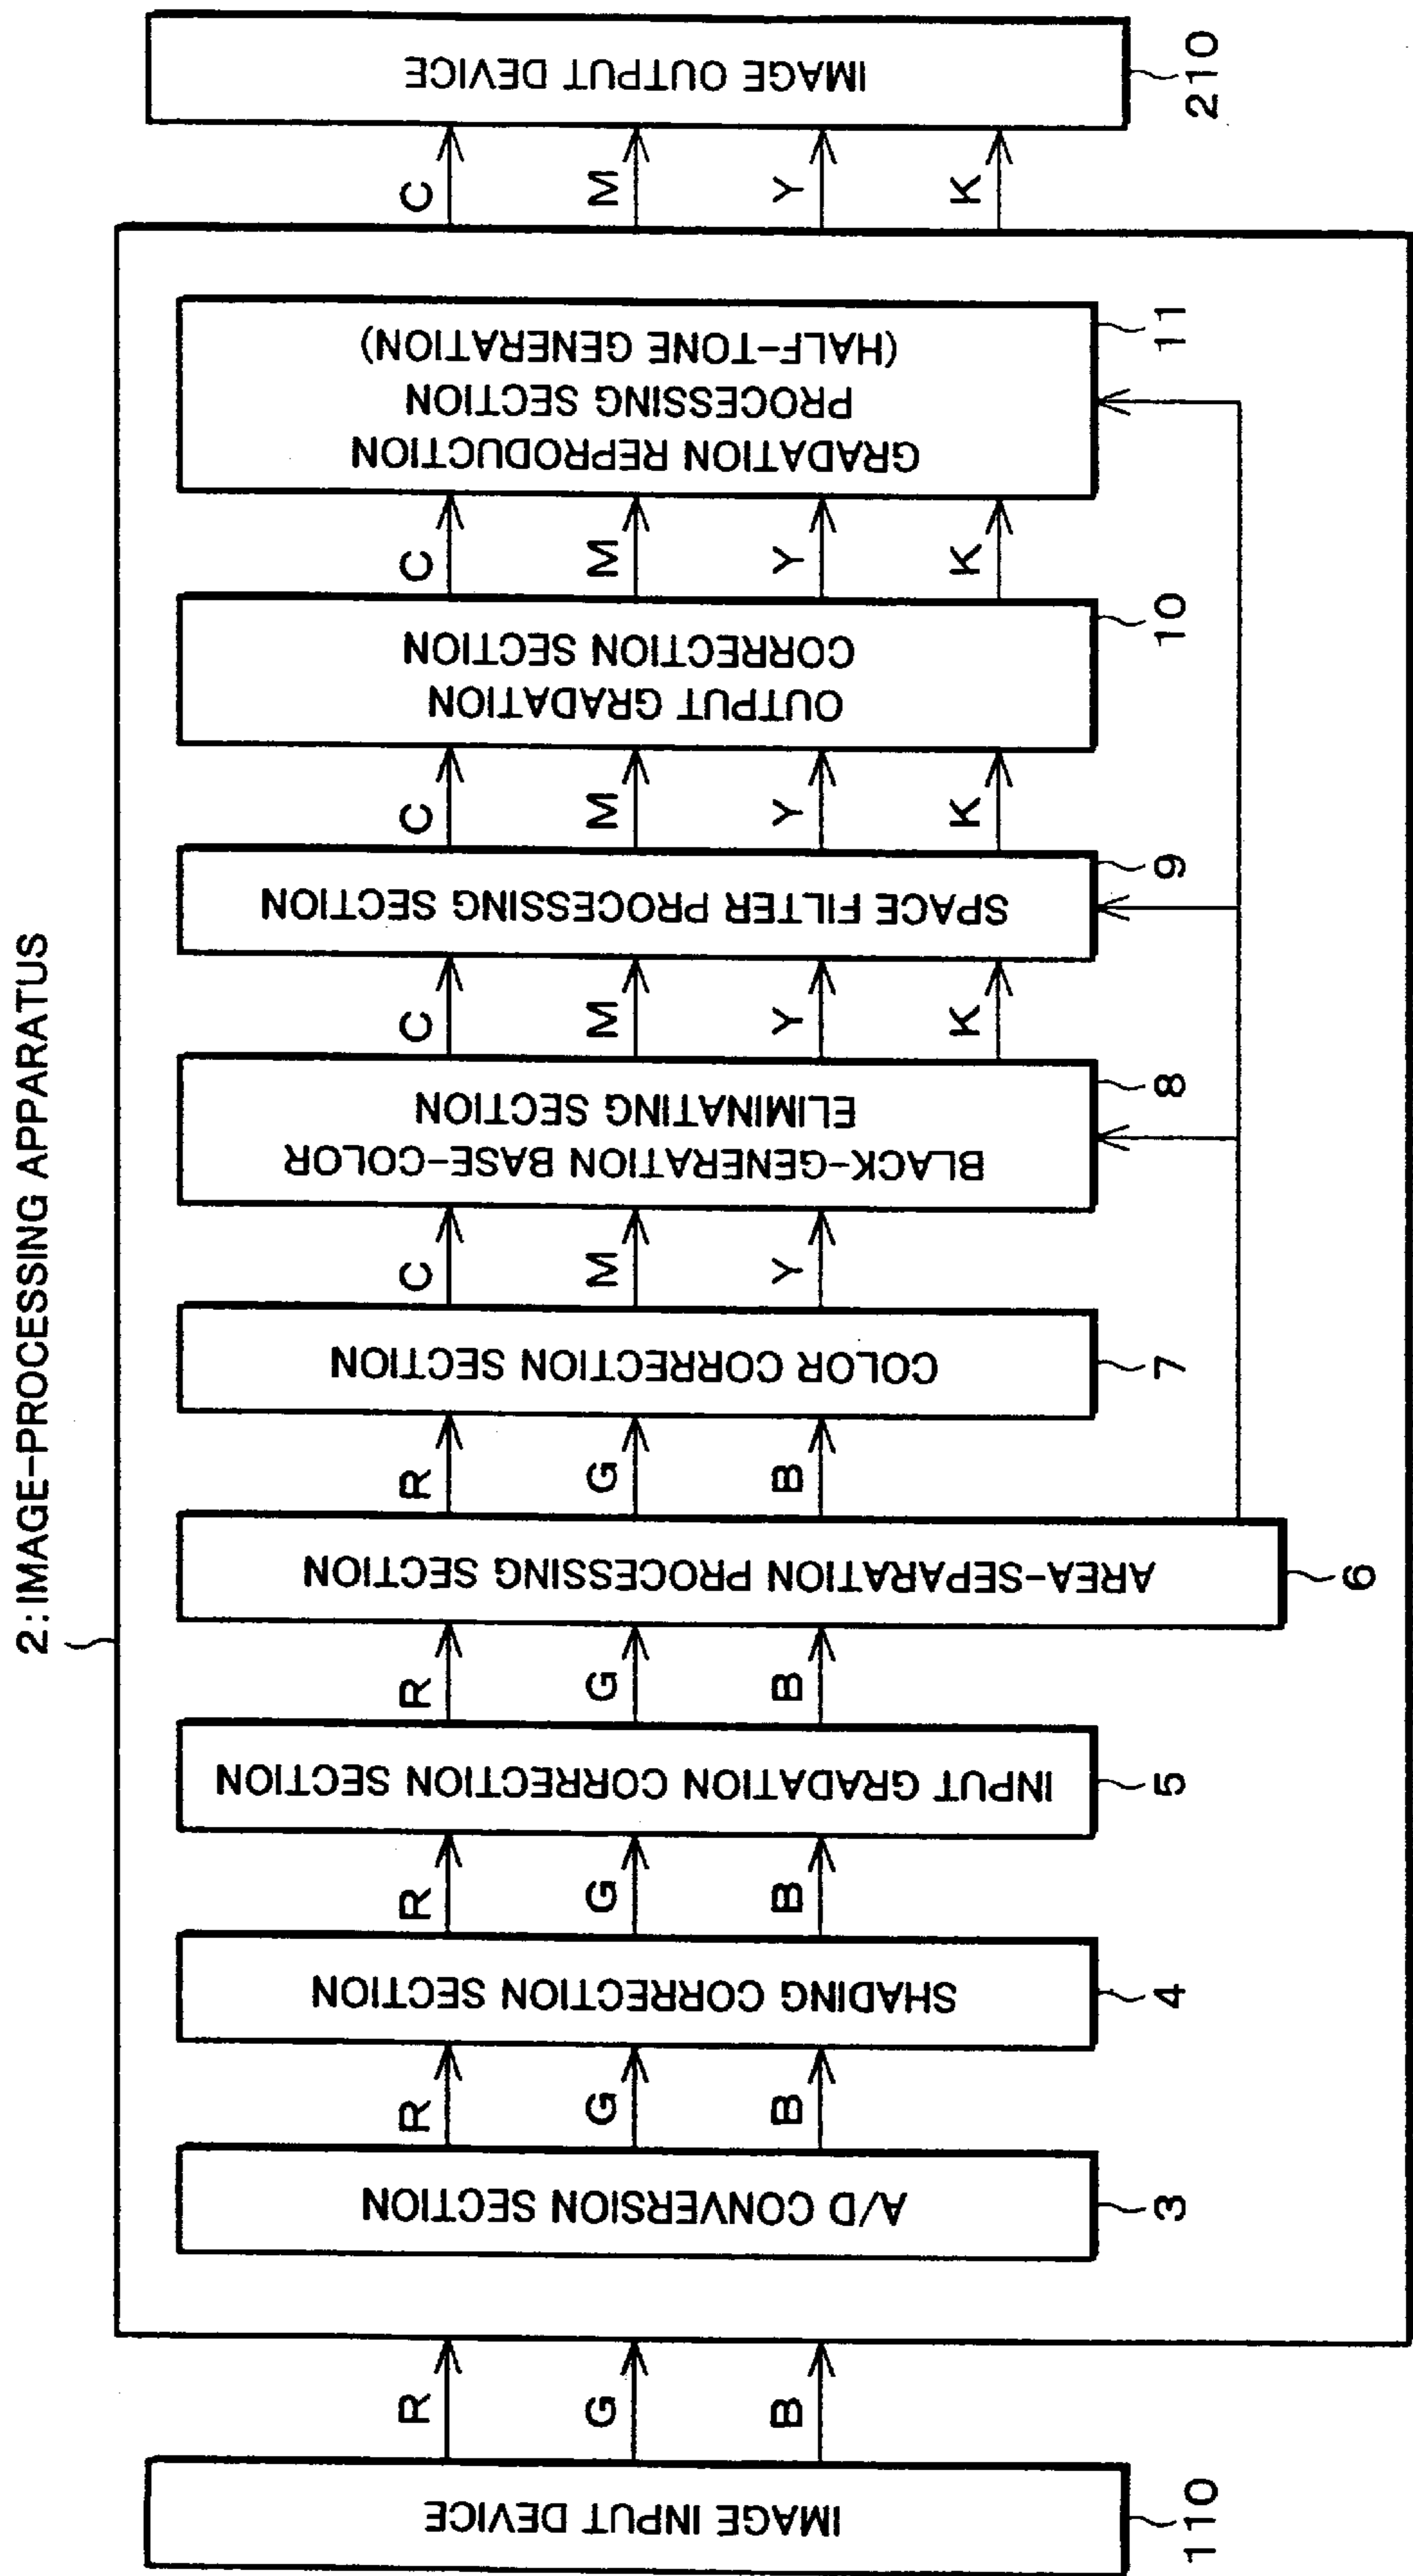 2:IMAGE-PROCESSING APPARATUS
IMAGE INPUT DEVICE
110
R
G
B
A/D CONVERSION SECTION
3
R
G
B
SHADING CORRECTION SECTION
4
R
G
B
INPUT GRADATION CORRECTION SECTION
5
R
G
B
AREA-SEPARATION PROCESSING SECTION
6
R
G
B
COLOR CORRECTION SECTION
7
C
M
Y
BLACK-GENERATION BASE-COLOR
ELIMINATING SECTION
8
C
M
Y
K
SPACE FILTER PROCESSING SECTION
9
C
M
Y
K
OUTPUT GRADATION
CORRECTION SECTION
10
C
M
Y
K
GRADATION REPRODUCTION
PROCESSING SECTION
(HALF-TONE GENERATION)
11
C
M
Y
K
IMAGE OUTPUT DEVICE
210